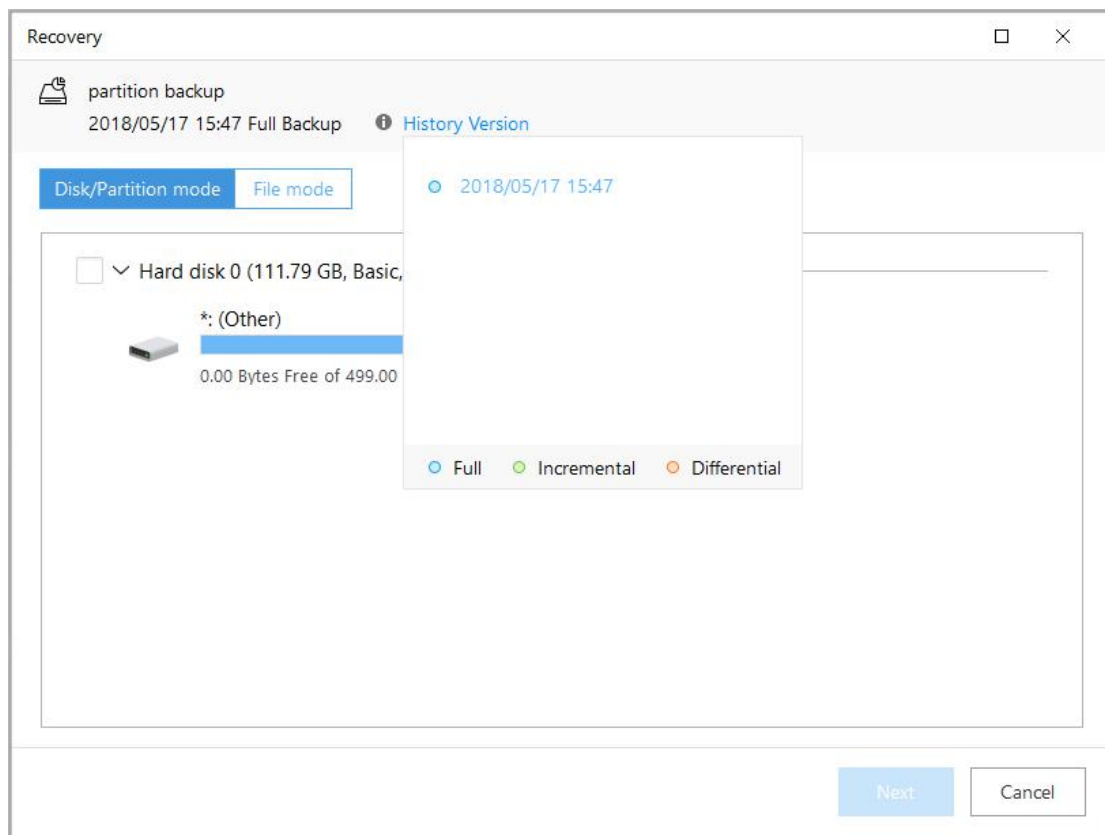 Recovery
partition backup
2018/05/17 15:47 Full Backup History Version
Disk/Partition mode File mode
2018/05/17 15:47
Hard disk 0 (111.79 GB, Basic,
*: (Other)
0.00 Bytes Free of 499.00
Full Incremental Differential
Next Cancel